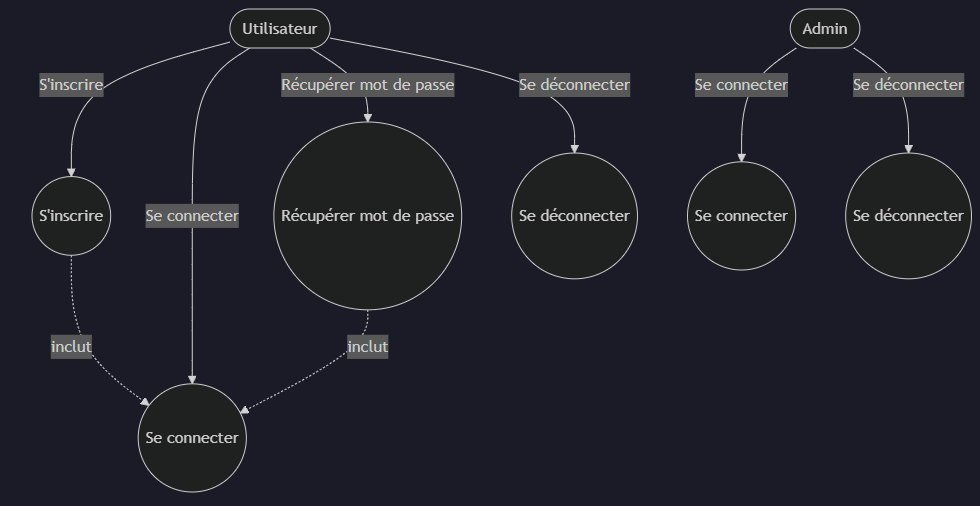 Utilisateur
Admin
S'inscrire
Récupérer mot de passe
Se déconnecter
Se connecter
Se déconnecter
S'inscrire
Se connecter
Récupérer mot de passe
Se déconnecter
Se connecter
Se déconnecter
inclut
inclut
Se connecter